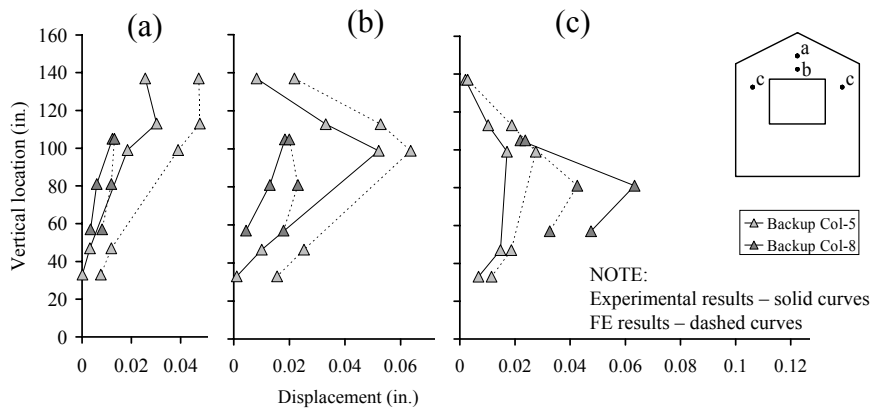 (a)
(b)
(c)
160
140
120
100
80
60
40
20
0
Vertical location (in.)
a
b
c
c
Backup Col-5
Backup Col-8
NOTE:
Experimental results – solid curves
FE results – dashed curves
0 0.02 0.04
0 0.02 0.04 0.06
0 0.02 0.04 0.06 0.08 0.1 0.12
Displacement (in.)